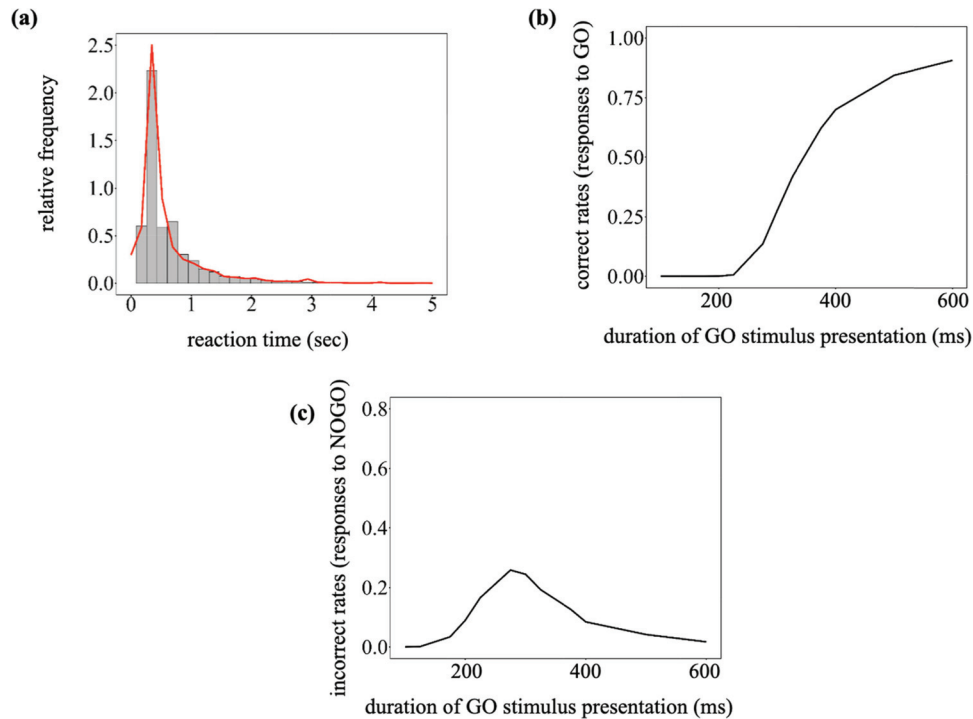 (a)
relative frequency
2.5
2.0
1.5
1.0
0.5
0.0
0 1 2 3 4 5
reaction time (sec)
(b)
correct rates (responses to GO)
1.00
0.75
0.50
0.25
0.00
200 400 600
duration of GO stimulus presentation (ms)
(c)
incorrect rates (responses to NOGO)
0.8
0.6
0.4
0.2
0.0
200 400 600
duration of GO stimulus presentation (ms)